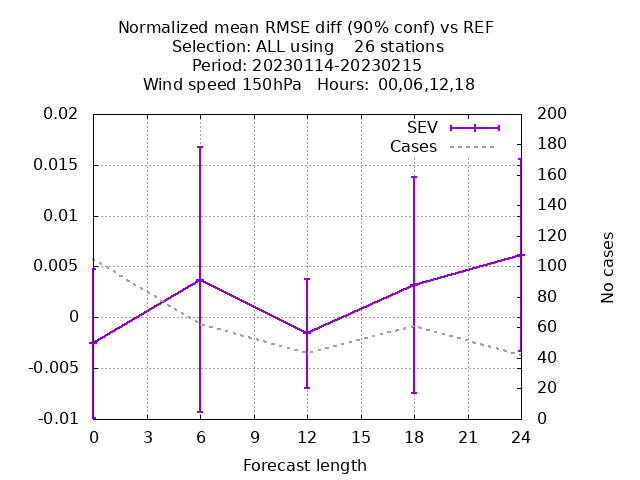 Normalized mean RMSE diff (90% conf) vs REF
Selection: ALL using    26 stations
Period: 20230114-20230215
Wind speed 150hPa   Hours:  00,06,12,18
SEV
Cases
0.02
0.015
0.01
0.005
0
-0.005
-0.01
200
180
160
140
120
100
80
60
40
20
0
No cases
0 3 6 9 12 15 18 21 24
Forecast length